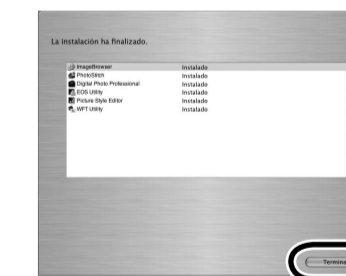 La instalación ha finalizado.
ImageBrowser Instalado
PhotoStitch Instalado
Digital Photo Professional Instalado
EOS Utility Instalado
Picture Style Editor Instalado
WFT Utility Instalado
Termina